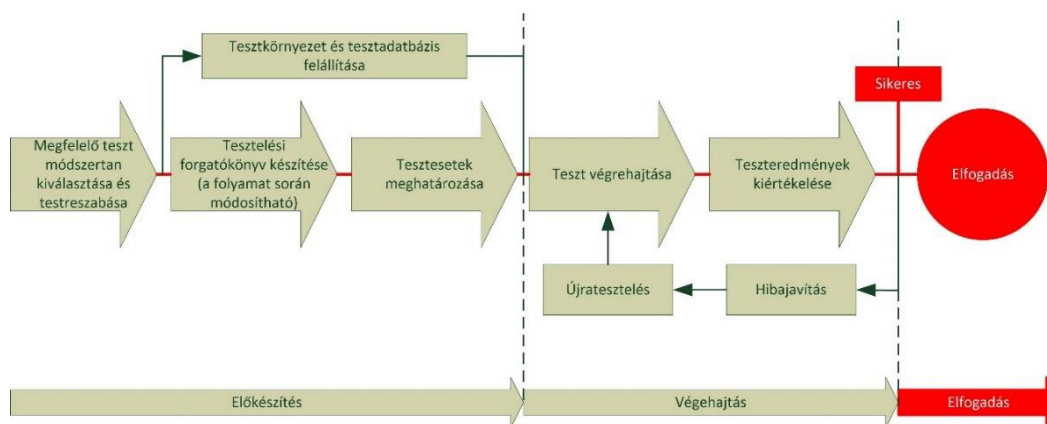 Tesztkörnyezet és tesztadatbázis
felállítása
Sikeres
Megfelelő teszt
módszertan
kiválasztása és
testreszabása
Tesztelési
forgatókönyv készítése
(a folyamat során
módosítható)
Tesztesetek
meghatározása
Teszt végrehajtása
Teszteredmények
kiértékelése
Elfogadás
Újratesztelés
Hibajavítás
Előkészítés
Végehajtás
Elfogadás